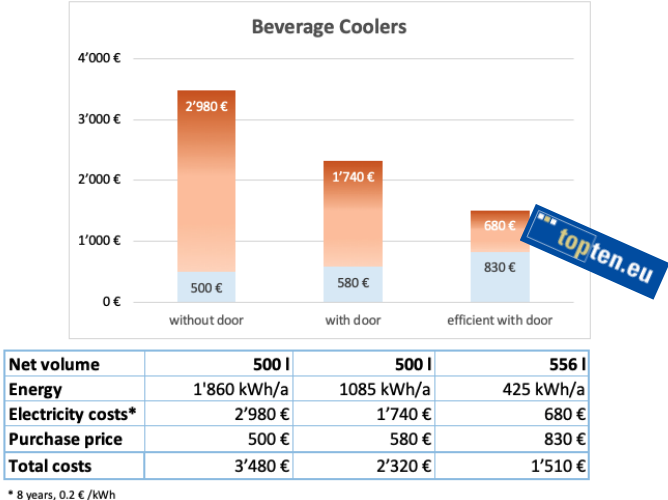 Beverage Coolers
4’000 €
3’000 €
2’000 €
1’000 €
0 €
2’980 €
500 €
1’740 €
580 €
680 €
830 €
topten.eu
without door
with door
efficient with door
Net volume 500 l 500 l 556 l
Energy 1'860 kWh/a 1085 kWh/a 425 kWh/a
Electricity costs* 2’980 € 1’740 € 680 €
Purchase price 500 € 580 € 830 €
Total costs 3’480 € 2’320 € 1’510 €
* 8 years, 0.2 € /kWh